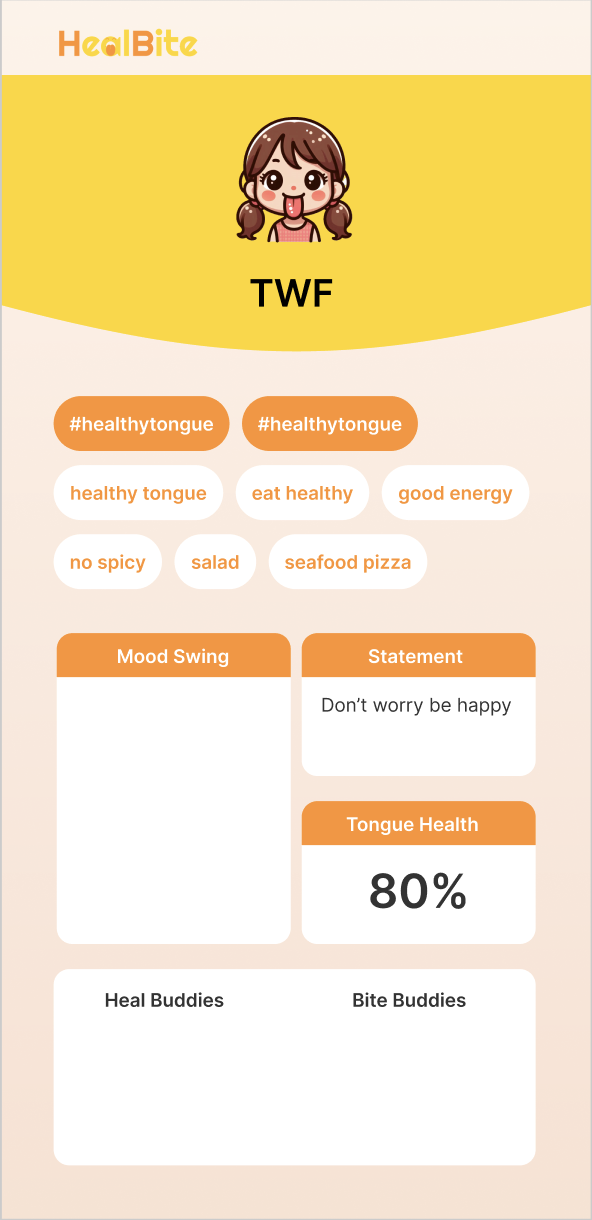 HealBite
TWF
#healthytongue #healthytongue
healthy tongue eat healthy good energy
no spicy salad seafood pizza
Mood Swing
Statement
Don’t worry be happy
Tongue Health
80%
Heal Buddies Bite Buddies